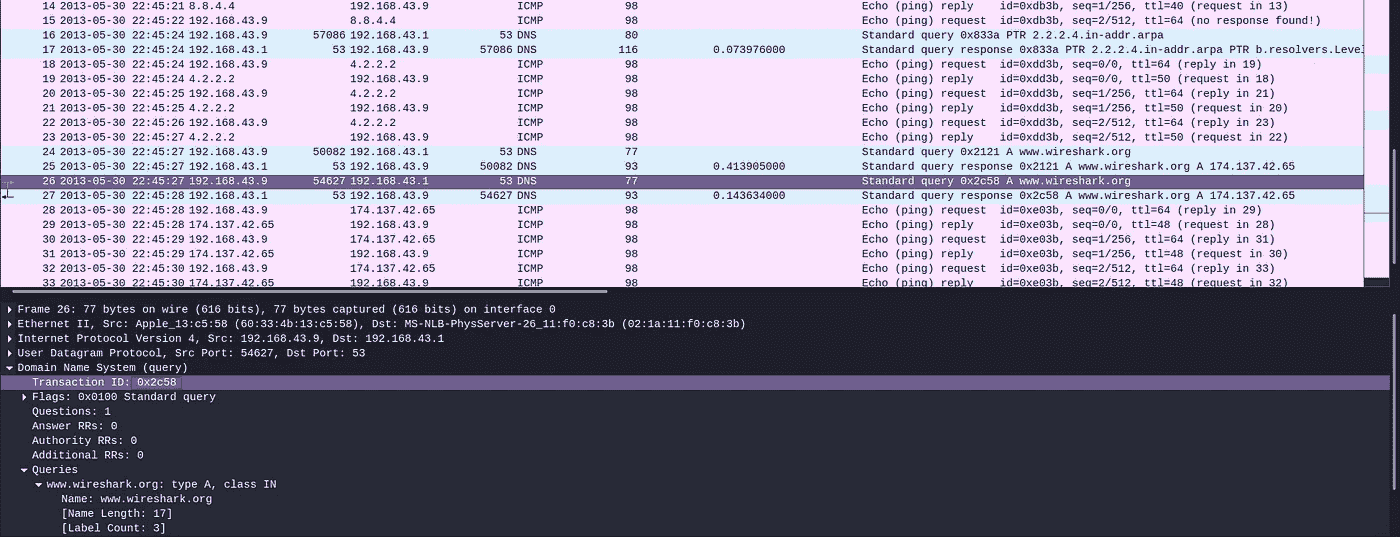 14 2013-05-30 22:45:21 8.8.4.4 192.168.43.9 ICMP 98 Echo (ping) reply id=0xdb3b, seq=1/256, ttl=40 (request in 13)
15 2013-05-30 22:45:22 192.168.43.9 8.8.4.4 ICMP 98 Echo (ping) request id=0xdb3b, seq=2/512, ttl=64 (no response found!)
16 2013-05-30 22:45:24 192.168.43.9 57086 192.168.43.1 53 DNS 80 Standard query 0x833a PTR 2.2.2.4.in-addr.arpa
17 2013-05-30 22:45:24 192.168.43.1 53 192.168.43.9 57086 DNS 116 0.073976000 Standard query response 0x833a PTR 2.2.2.4.in-addr.arpa PTR b.resolvers.Level
18 2013-05-30 22:45:24 192.168.43.9 4.2.2.2 ICMP 98 Echo (ping) request id=0xdd3b, seq=0/0, ttl=64 (reply in 19)
19 2013-05-30 22:45:24 4.2.2.2 192.168.43.9 ICMP 98 Echo (ping) reply id=0xdd3b, seq=0/0, ttl=50 (request in 18)
20 2013-05-30 22:45:25 192.168.43.9 4.2.2.2 ICMP 98 Echo (ping) request id=0xdd3b, seq=1/256, ttl=64 (reply in 21)
21 2013-05-30 22:45:25 4.2.2.2 192.168.43.9 ICMP 98 Echo (ping) reply id=0xdd3b, seq=1/256, ttl=50 (request in 20)
22 2013-05-30 22:45:26 192.168.43.9 4.2.2.2 ICMP 98 Echo (ping) request id=0xdd3b, seq=2/512, ttl=64 (reply in 23)
23 2013-05-30 22:45:27 4.2.2.2 192.168.43.9 ICMP 98 Echo (ping) reply id=0xdd3b, seq=2/512, ttl=50 (request in 22)
24 2013-05-30 22:45:27 192.168.43.9 50082 192.168.43.1 53 DNS 77 Standard query 0x2121 A www.wireshark.org
25 2013-05-30 22:45:27 192.168.43.1 53 192.168.43.9 50082 DNS 93 0.413905000 Standard query response 0x2121 A www.wireshark.org A 174.137.42.65
26 2013-05-30 22:45:27 192.168.43.9 54627 192.168.43.1 53 DNS 77 Standard query 0x2c58 A www.wireshark.org
27 2013-05-30 22:45:28 192.168.43.1 53 192.168.43.9 54627 DNS 93 0.143634000 Standard query response 0x2c58 A www.wireshark.org A 174.137.42.65
28 2013-05-30 22:45:28 192.168.43.9 174.137.42.65 ICMP 98 Echo (ping) request id=0xe03b, seq=0/0, ttl=64 (reply in 29)
29 2013-05-30 22:45:28 174.137.42.65 192.168.43.9 ICMP 98 Echo (ping) reply id=0xe03b, seq=0/0, ttl=48 (request in 28)
30 2013-05-30 22:45:29 192.168.43.9 174.137.42.65 ICMP 98 Echo (ping) request id=0xe03b, seq=1/256, ttl=64 (reply in 31)
31 2013-05-30 22:45:29 174.137.42.65 192.168.43.9 ICMP 98 Echo (ping) reply id=0xe03b, seq=1/256, ttl=48 (request in 30)
32 2013-05-30 22:45:30 192.168.43.9 174.137.42.65 ICMP 98 Echo (ping) request id=0xe03b, seq=2/512, ttl=64 (reply in 33)
33 2013-05-30 22:45:30 174.137.42.65 192.168.43.9 ICMP 98 Echo (ping) reply id=0xe03b, seq=2/512, ttl=48 (request in 32)
Frame 26: 77 bytes on wire (616 bits), 77 bytes captured (616 bits) on interface 0
Ethernet II, Src: Apple_13:c5:58 (60:33:4b:13:c5:58), Dst: MS-NLB-PhysServer-26_11:f0:c8:3b (02:1a:11:f0:c8:3b)
Internet Protocol Version 4, Src: 192.168.43.9, Dst: 192.168.43.1
User Datagram Protocol, Src Port: 54627, Dst Port: 53
Domain Name System (query)
Transaction ID: 0x2c58
Flags: 0x0100 Standard query
Questions: 1
Answer RRs: 0
Authority RRs: 0
Additional RRs: 0
Queries
www.wireshark.org: type A, class IN
Name: www.wireshark.org
[Name Length: 17]
[Label Count: 3]